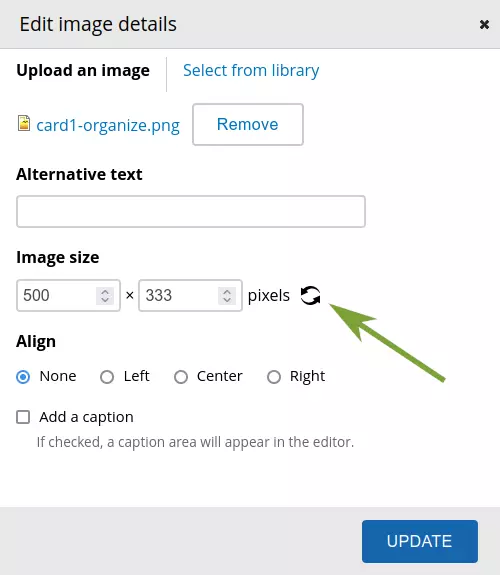 Edit image details
Upload an image Select from library
card1-organize.png Remove
Alternative text
Image size
500 × 333 pixels
Align
None Left Center Right
Add a caption
If checked, a caption area will appear in the editor.
UPDATE